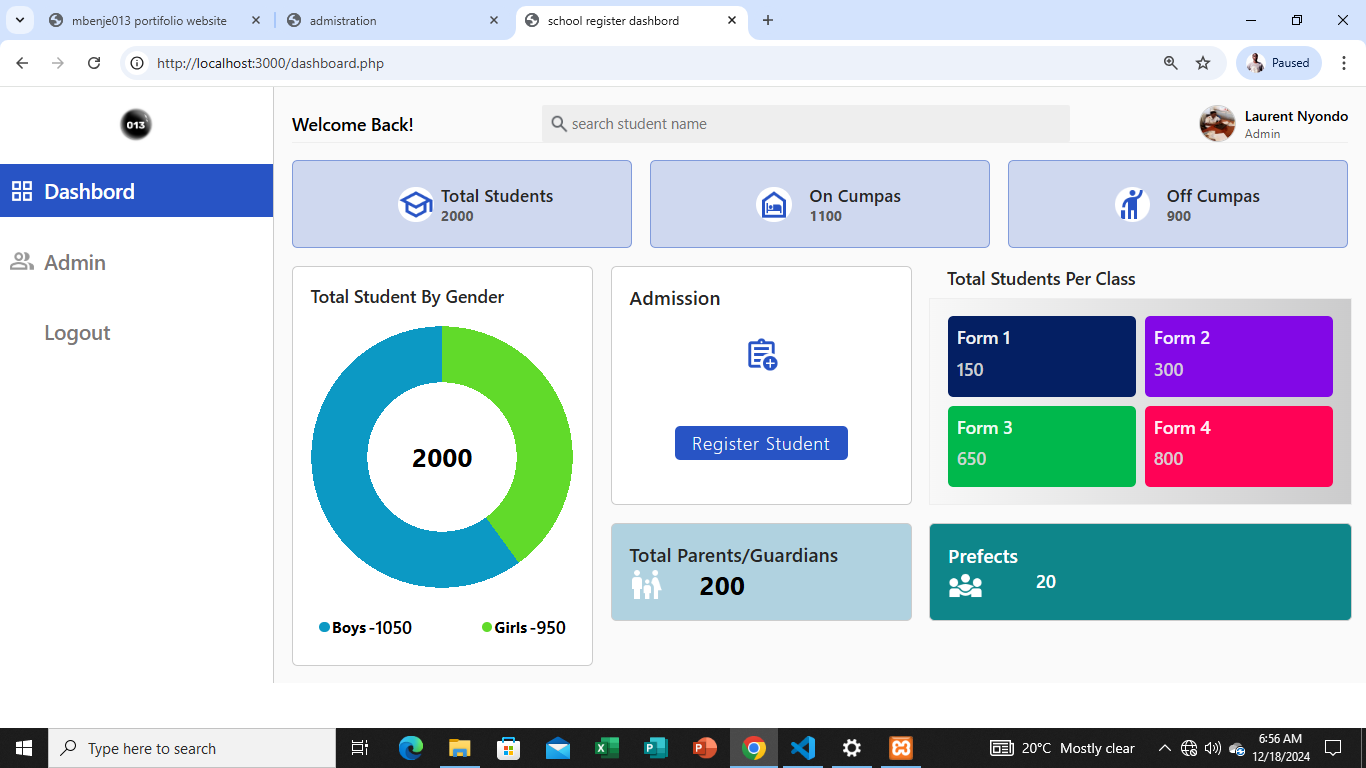 mbenje013 portifolio website
admistration
school register dashbord
http://localhost:3000/dashboard.php
Paused
013
Welcome Back!
search student name
Laurent Nyondo
Admin
Dashbord
Admin
Logout
Total Students
2000
On Cumpas
1100
Off Cumpas
900
Total Student By Gender
2000
Boys -1050
Girls -950
Admission
Register Student
Total Students Per Class
Form 1
150
Form 2
300
Form 3
650
Form 4
800
Total Parents/Guardians
200
Prefects
20
Type here to search
20°C Mostly clear
6:56 AM
12/18/2024